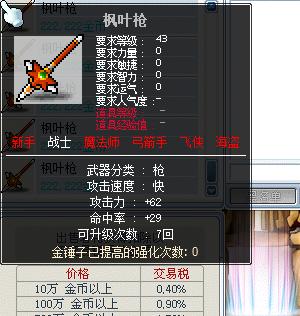 枫叶枪
枫叶枪
222,222,
要求等级： 43
要求力量： 0
要求敏捷： 0
要求智力： 0
要求运气： 0
要求人气度： -
道具等级 -
道具经验值 -
新手 战士 魔法师 弓箭手 飞侠 海盗
武器分类： 枪
攻击速度： 快
攻击力： +62
命中率： +29
可升级次数： 7回
金锤子已提高的强化次数: 0
价格 交易税
10万 金币以上 0,40%
100万 金币以上 0,90%